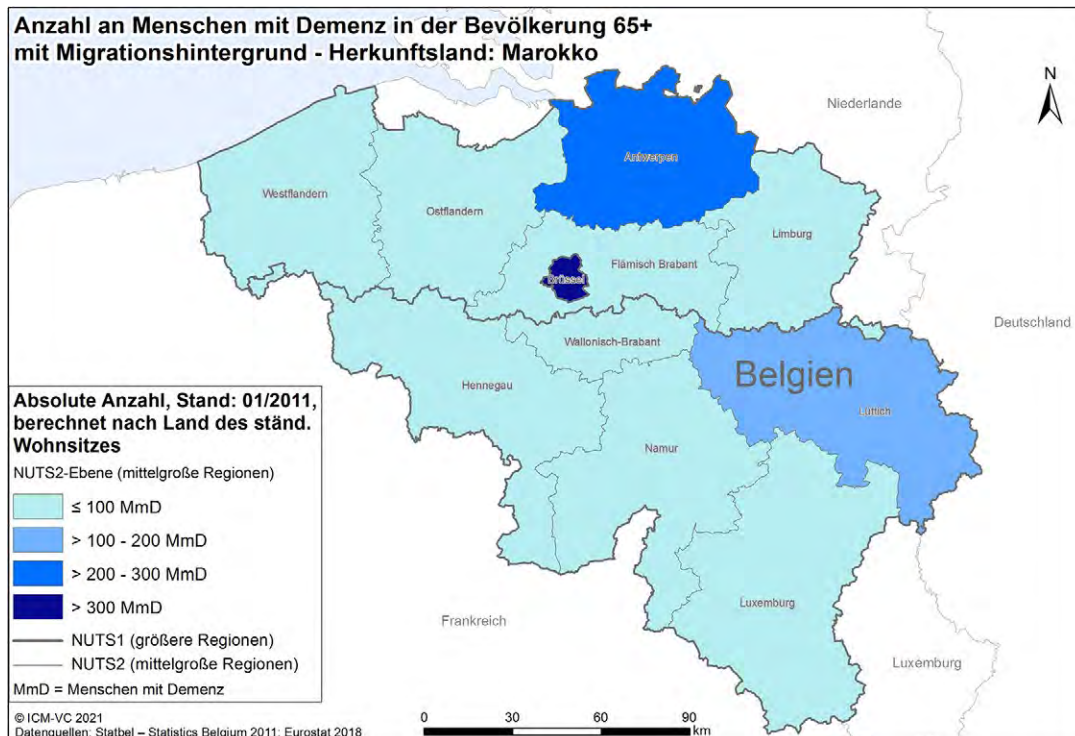 Anzahl an Menschen mit Demenz in der Bevölkerung 65+
mit Migrationshintergrund - Herkunftsland: Marokko
N
Niederlande
Antwerpen
Westflandern
Ostflandern
Limburg
Flämisch Brabant
Brüssel
Deutschland
Wallonisch-Brabant
Belgien
Hennegau
Lüttich
Namur
Luxemburg
Frankreich
Luxemburg
Absolute Anzahl, Stand: 01/2011,
berechnet nach Land des ständ.
Wohnsitzes
NUTS2-Ebene (mittelgroße Regionen)
≤ 100 MmD
> 100 - 200 MmD
> 200 - 300 MmD
> 300 MmD
NUTS1 (größere Regionen)
NUTS2 (mittelgroße Regionen)
MmD = Menschen mit Demenz
© ICM-VC 2021
Datenquellen: Statbel – Statistics Belgium 2011; Eurostat 2018
0 30 60 90
km